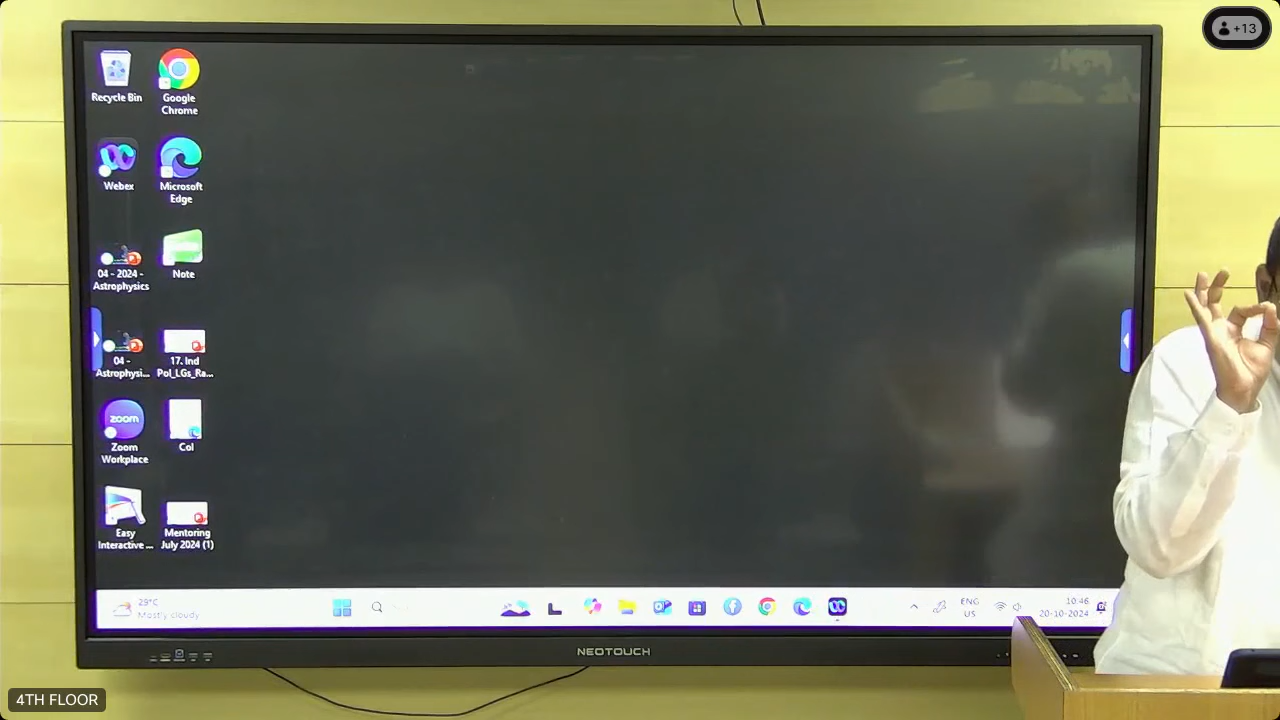 +13
Recycle Bin
Google
Chrome
Webex
Microsoft
Edge
04 - 2024 -
Astrophysics
Note
04 -
Astrophysi...
17. Ind
Pol_LGs_Ra...
zoom
Zoom
Workplace
Col
Easy
Interactive ...
Mentoring
July 2024 (1)
29°C
Mostly cloudy
ENG
US
10:46
20-10-2024
NEOTOUCH
4TH FLOOR